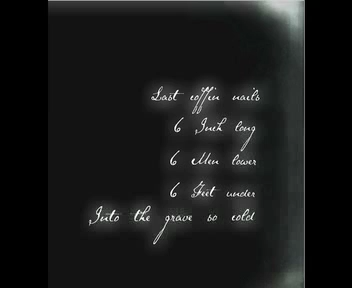 Last coffin nails
6 Inch long
6 Men lower
6 Feet under
Into the grave so cold